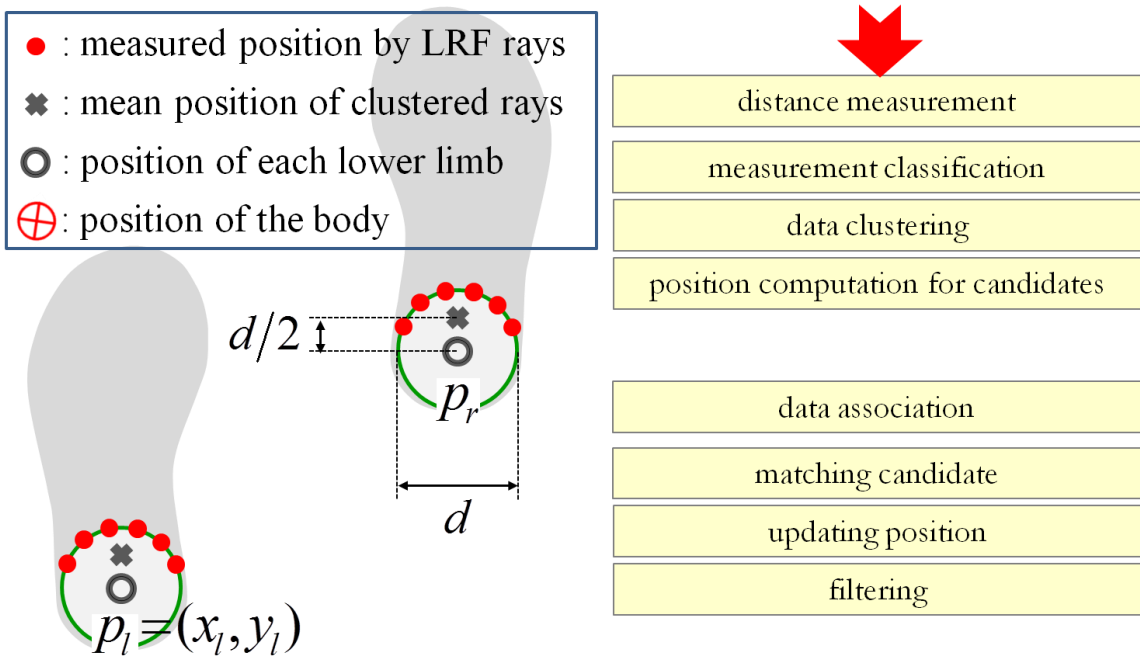 : measured position by LRF rays
: mean position of clustered rays
: position of each lower limb
: position of the body
d/2
p_r
d
p_l=(x_l,y_l)
distance measurement
measurement classification
data clustering
position computation for candidates
data association
matching candidate
updating position
filtering